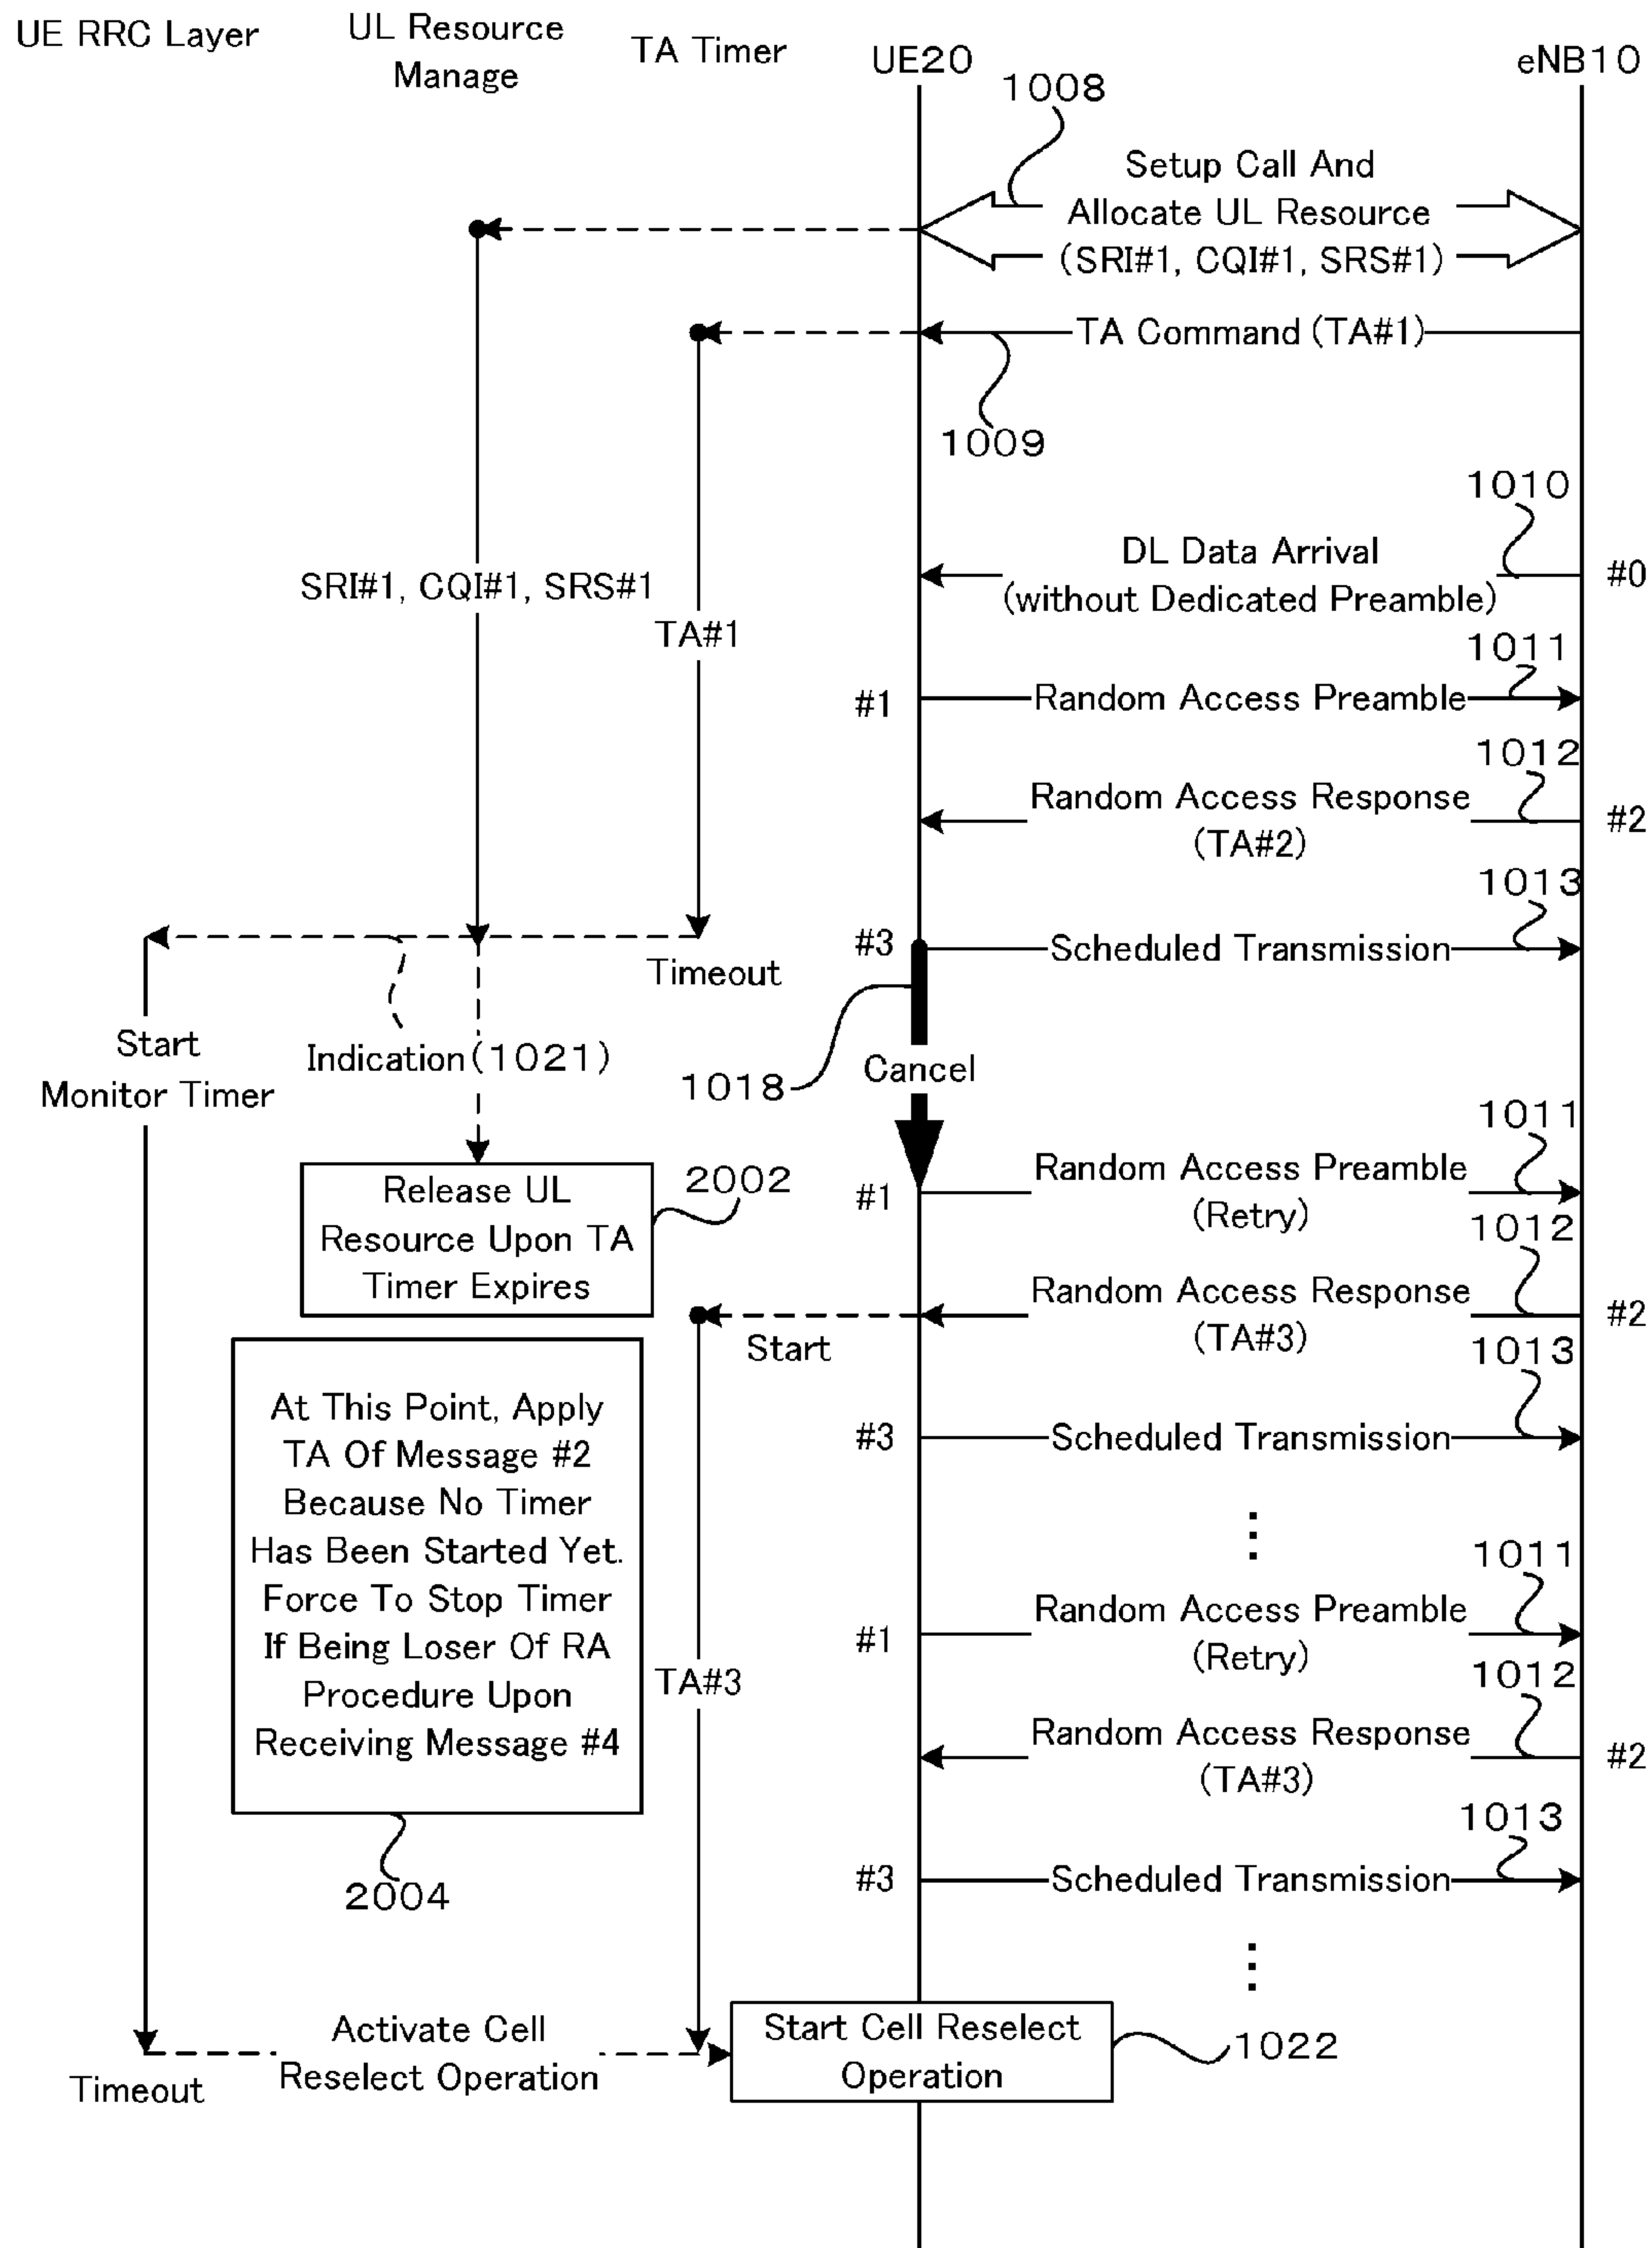 UE RRC Layer
UL Resource
Manage
TA Timer
UE20
eNB10
1008
Setup Call And
Allocate UL Resource
(SRI#1, CQI#1, SRS#1)
TA Command (TA#1)
1009
1010
DL Data Arrival
(without Dedicated Preamble)
#0
SRI#1, CQI#1, SRS#1
TA#1
1011
#1
Random Access Preamble
1012
Random Access Response
(TA#2)
#2
1013
#3
Scheduled Transmission
Timeout
Start
Monitor Timer
Indication(1021)
1018
Cancel
1011
Random Access Preamble
(Retry)
#1
Release UL
Resource Upon TA
Timer Expires
2002
1012
Random Access Response
(TA#3)
#2
Start
1013
#3
Scheduled Transmission
At This Point, Apply
TA Of Message #2
Because No Timer
Has Been Started Yet.
Force To Stop Timer
If Being Loser Of RA
Procedure Upon
Receiving Message #4
2004
1011
Random Access Preamble
(Retry)
#1
TA#3
1012
Random Access Response
(TA#3)
#2
1013
#3
Scheduled Transmission
Timeout
Activate Cell
Reselect Operation
Start Cell Reselect
Operation
1022